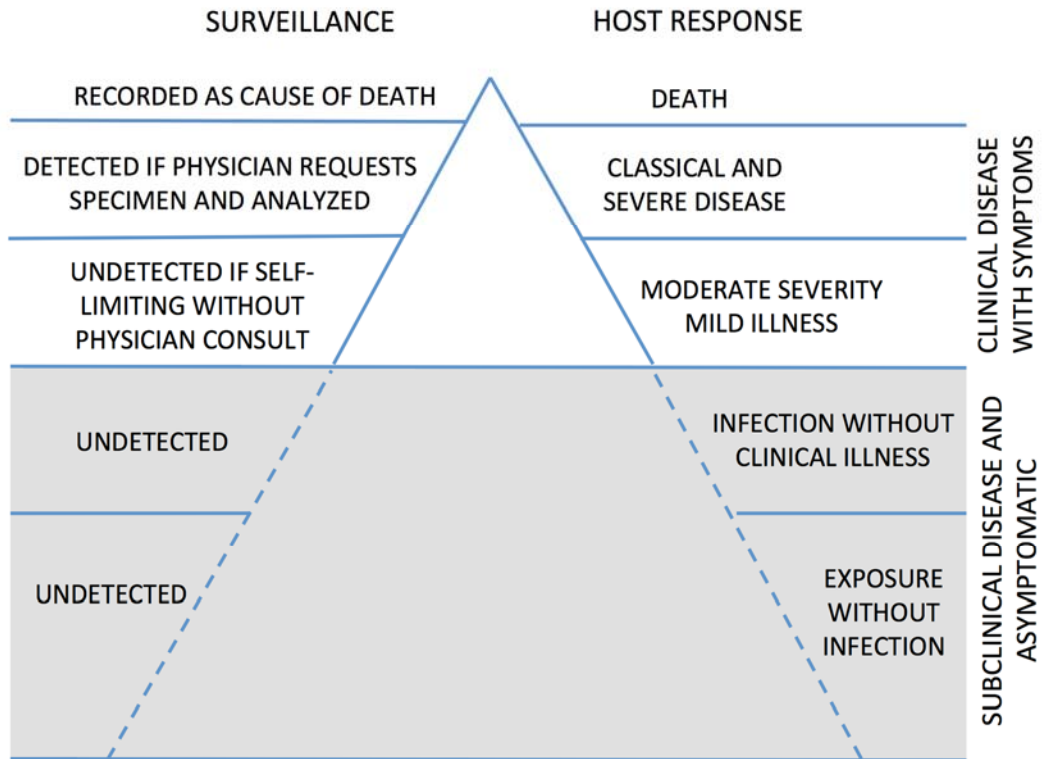 SURVEILLANCE
HOST RESPONSE
RECORDED AS CAUSE OF DEATH
DEATH
DETECTED IF PHYSICIAN REQUESTS
SPECIMEN AND ANALYZED
CLASSICAL AND
SEVERE DISEASE
UNDETECTED IF SELF-
LIMITING WITHOUT
PHYSICIAN CONSULT
MODERATE SEVERITY
MILD ILLNESS
CLINICAL DISEASE
WITH SYMPTOMS
UNDETECTED
INFECTION WITHOUT
CLINICAL ILLNESS
UNDETECTED
EXPOSURE
WITHOUT
INFECTION
SUBCLINICAL DISEASE AND
ASYMPTOMATIC